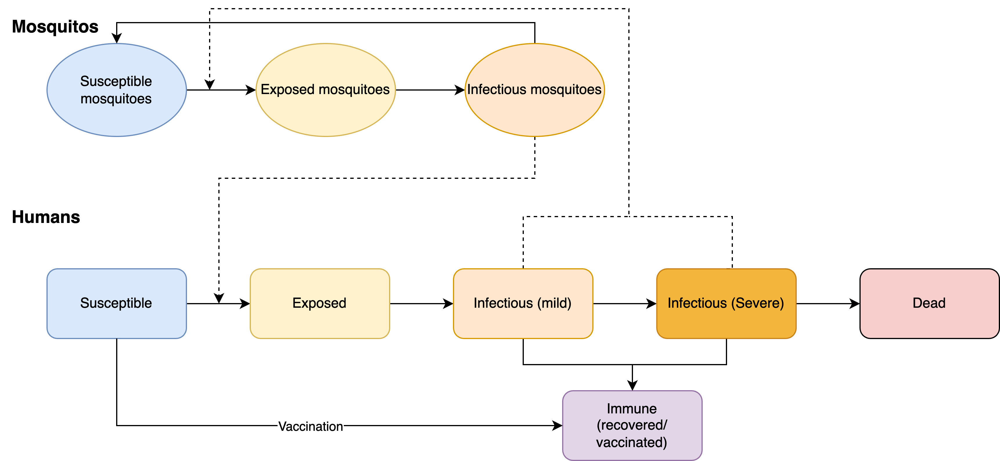 Mosquitos
Susceptible
mosquitoes
Exposed mosquitoes
Infectious mosquitoes
Humans
Susceptible
Exposed
Infectious (mild)
Infectious (Severe)
Dead
Vaccination
Immune
(recovered/
vaccinated)